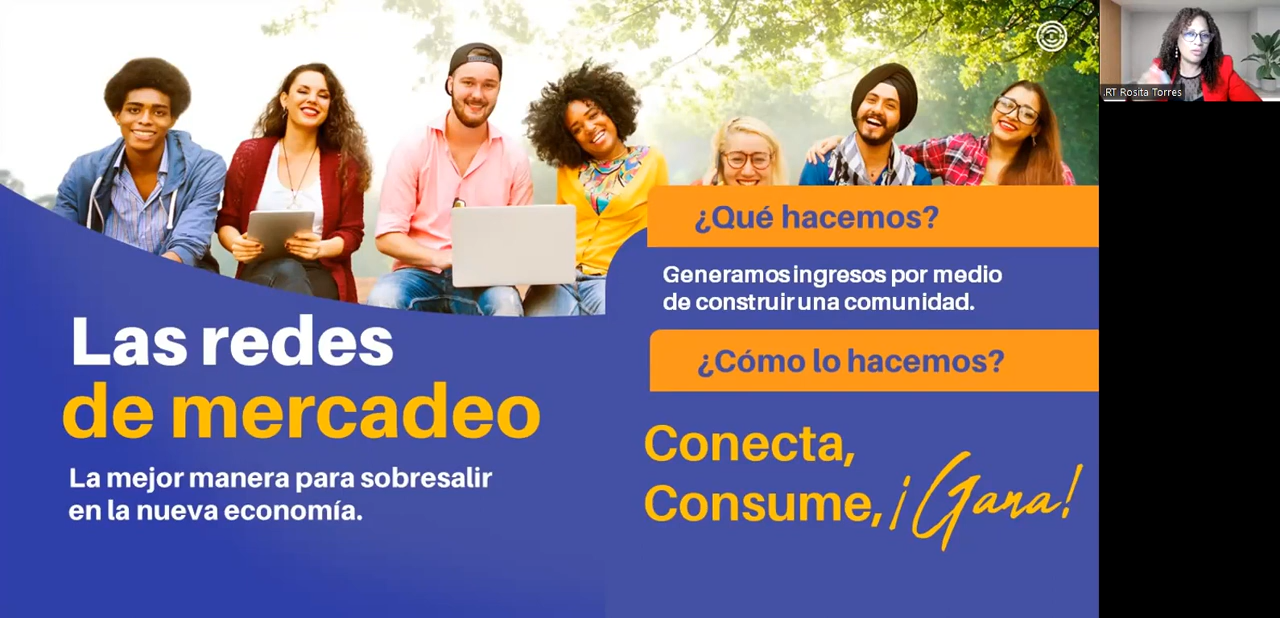 Las redes
de mercadeo
La mejor manera para sobresalir
en la nueva economía.
¿Qué hacemos?
Generamos ingresos por medio
de construir una comunidad.
¿Cómo lo hacemos?
Conecta,
Consume, ¡Gana!
RT Rosita Torres